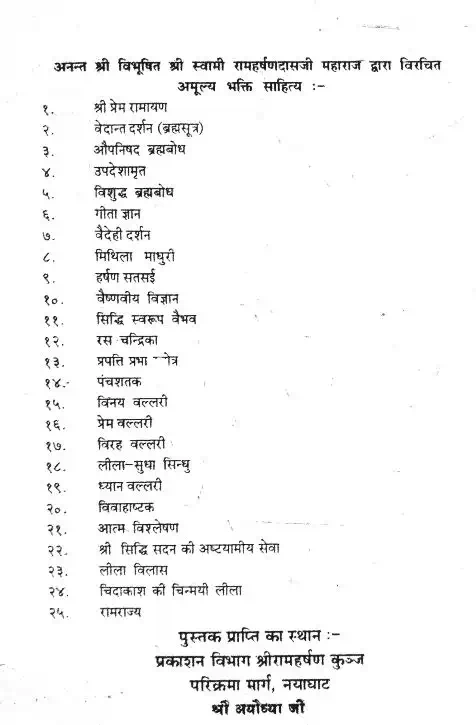 अनन्त श्री विभूषित श्री स्वामी रामहर्षणदासजी महाराज द्वारा विरचित
अमूल्य भक्ति साहित्य :-
१. श्री प्रेम रामायण
२. वेदान्त दर्शन (ब्रह्मसूत्र)
३. औपनिषद ब्रह्मबोध
४. उपदेशामृत
५. विशुद्ध ब्रह्मबोध
६. गीता ज्ञान
७. वैदेही दर्शन
८. मिथिला माधुरी
९. हर्षण सतसई
१०. वैष्णवीय विज्ञान
११. सिद्धि स्वरूप वैभव
१२. रस चन्द्रिका
१३. प्रपत्ति प्रभा
१४. पंचशतक
१५. विनय वल्लरी
१६. प्रेम वल्लरी
१७. विरह वल्लरी
१८. लीला-सुधा सिन्धु
१९. ध्यान वल्लरी
२०. विवाहाष्टक
२१. आत्म विश्लेषण
२२. श्री सिद्धि सदन की अष्टयामीय सेवा
२३. लीला विलास
२४. चिदाकाश की चिन्मयी लीला
२५. रामराज्य
पुस्तक प्राप्ति का स्थान :-
प्रकाशन विभाग श्रीरामहर्षण कुञ्ज
परिक्रमा मार्ग, नयाघाट
श्री अयोध्या जी